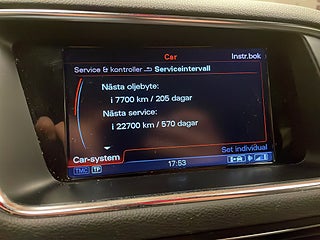 Car
Instr.bok
Service & kontroller Serviceintervall
Nästa oljebyte:
i 7700 km / 205 dagar
Nästa service:
i 22700 km / 570 dagar
Set individual
Car-system
TMC TP 17:53